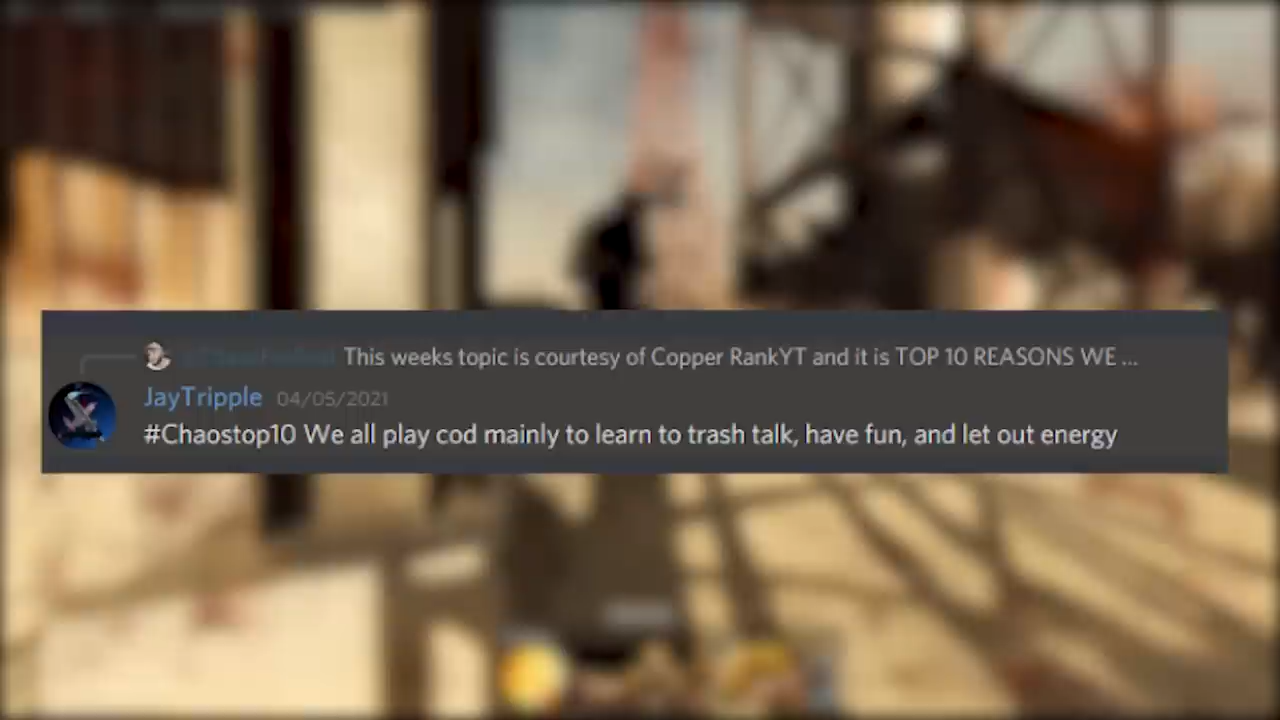 This weeks topic is courtesy of Copper RankYT and it is TOP 10 REASONS WE ...
JayTripple 04/05/2021
#Chaostop10 We all play cod mainly to learn to trash talk, have fun, and let out energy